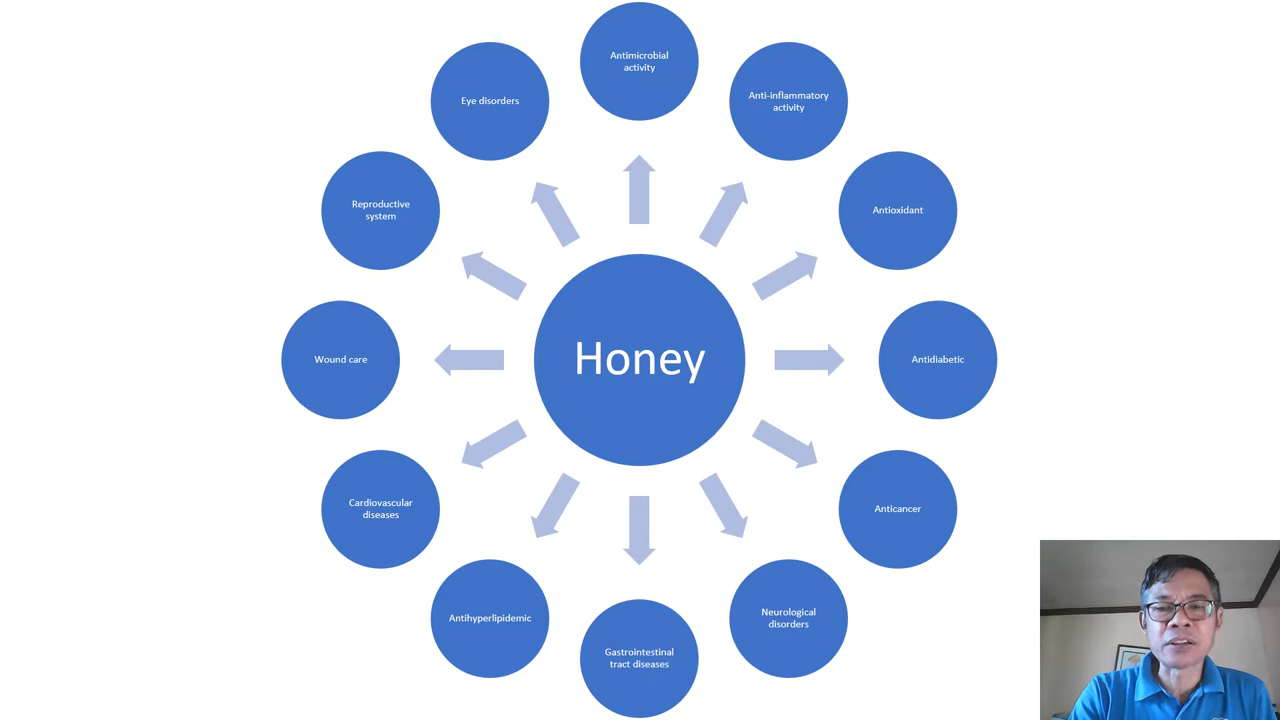 Antimicrobial
activity
Anti-inflammatory
activity
Antioxidant
Antidiabetic
Anticancer
Neurological
disorders
Gastrointestinal
tract diseases
Antihyperlipidemic
Cardiovascular
diseases
Wound care
Reproductive
system
Eye disorders
Honey